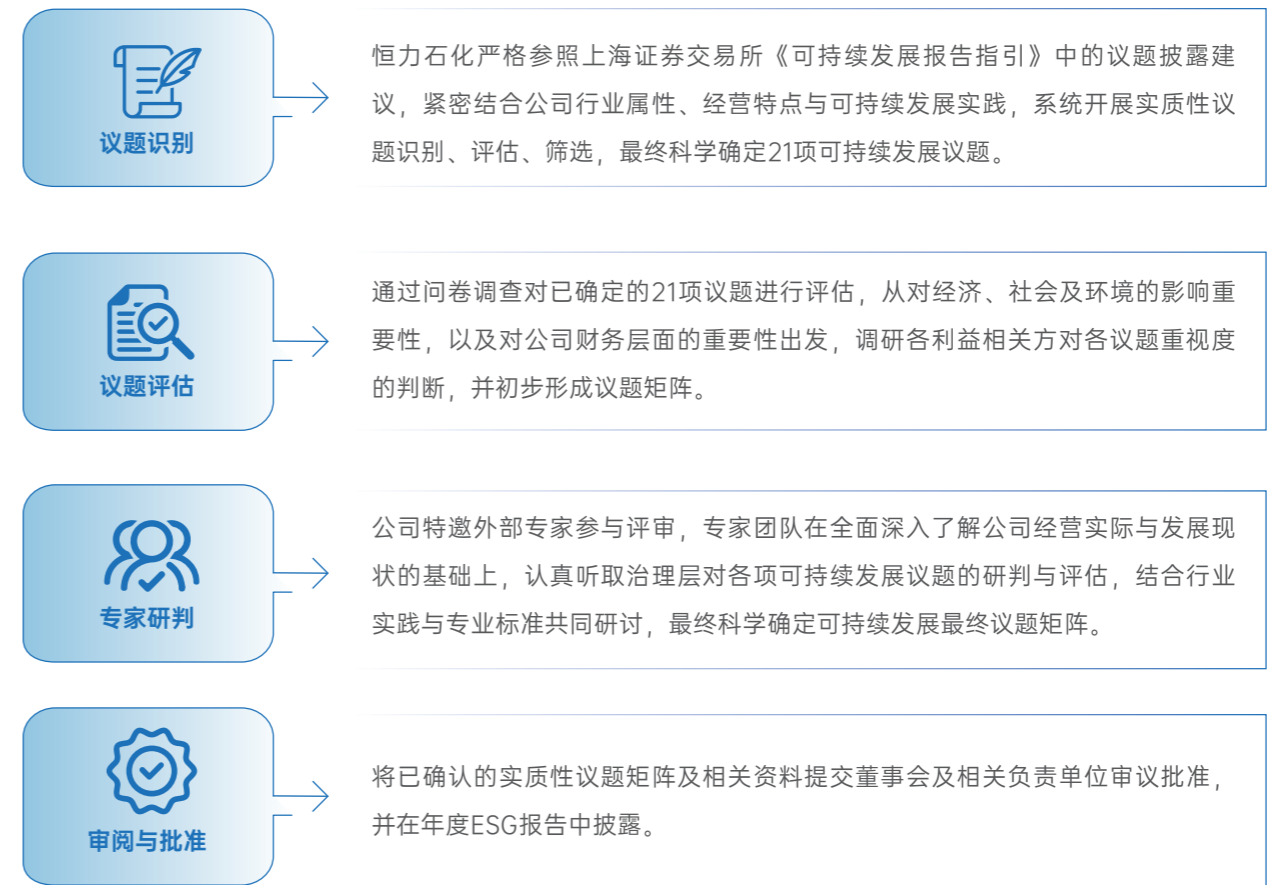 议题识别
恒力石化严格参照上海证券交易所《可持续发展报告指引》中的议题披露建
议，紧密结合公司行业属性、经营特点与可持续发展实践，系统开展实质性议
题识别、评估、筛选，最终科学确定21项可持续发展议题。
议题评估
通过问卷调查对已确定的21项议题进行评估，从对经济、社会及环境的影响重
要性，以及对公司财务层面的重要性出发，调研各利益相关方对各议题重视度
的判断，并初步形成议题矩阵。
专家研判
公司特邀外部专家参与评审，专家团队在全面深入了解公司经营实际与发展现
状的基础上，认真听取治理层对各项可持续发展议题的研判与评估，结合行业
实践与专业标准共同研讨，最终科学确定可持续发展最终议题矩阵。
审阅与批准
将已确认的实质性议题矩阵及相关资料提交董事会及相关负责单位审议批准，
并在年度ESG报告中披露。